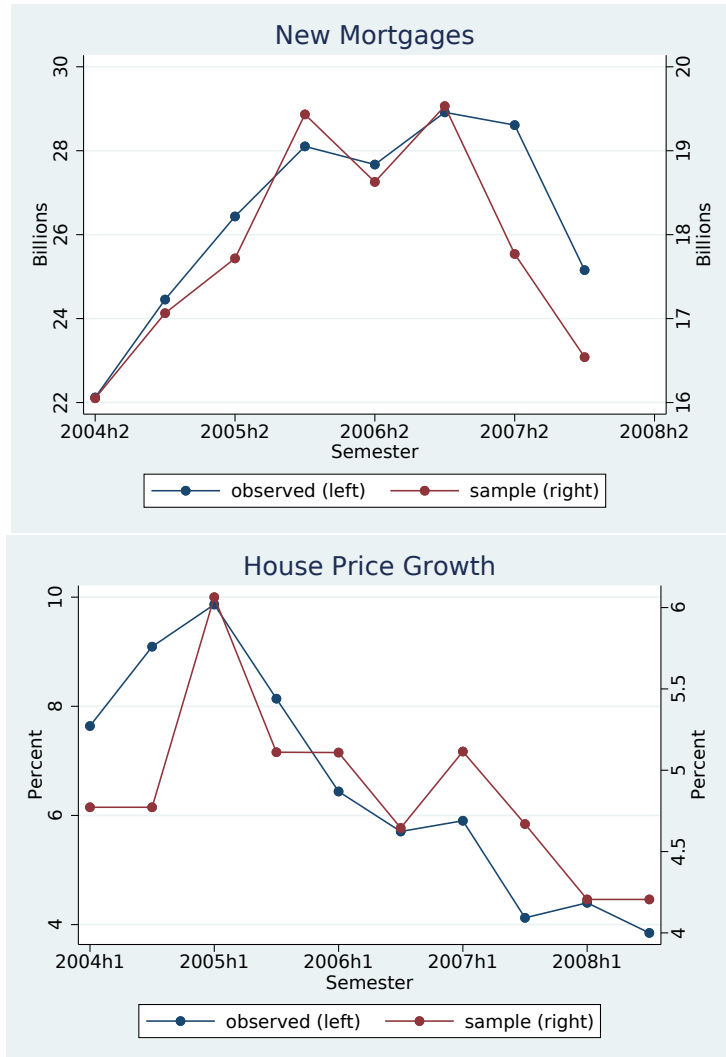 New Mortgages
30
28
26
24
22
Billions
20
19
18
17
16
Billions
2004h2 2005h2 2006h2 2007h2 2008h2
Semester
observed (left) sample (right)
House Price Growth
10
8
6
4
Percent
6
5.5
5
4.5
4
Percent
2004h1 2005h1 2006h1 2007h1 2008h1
Semester
observed (left) sample (right)